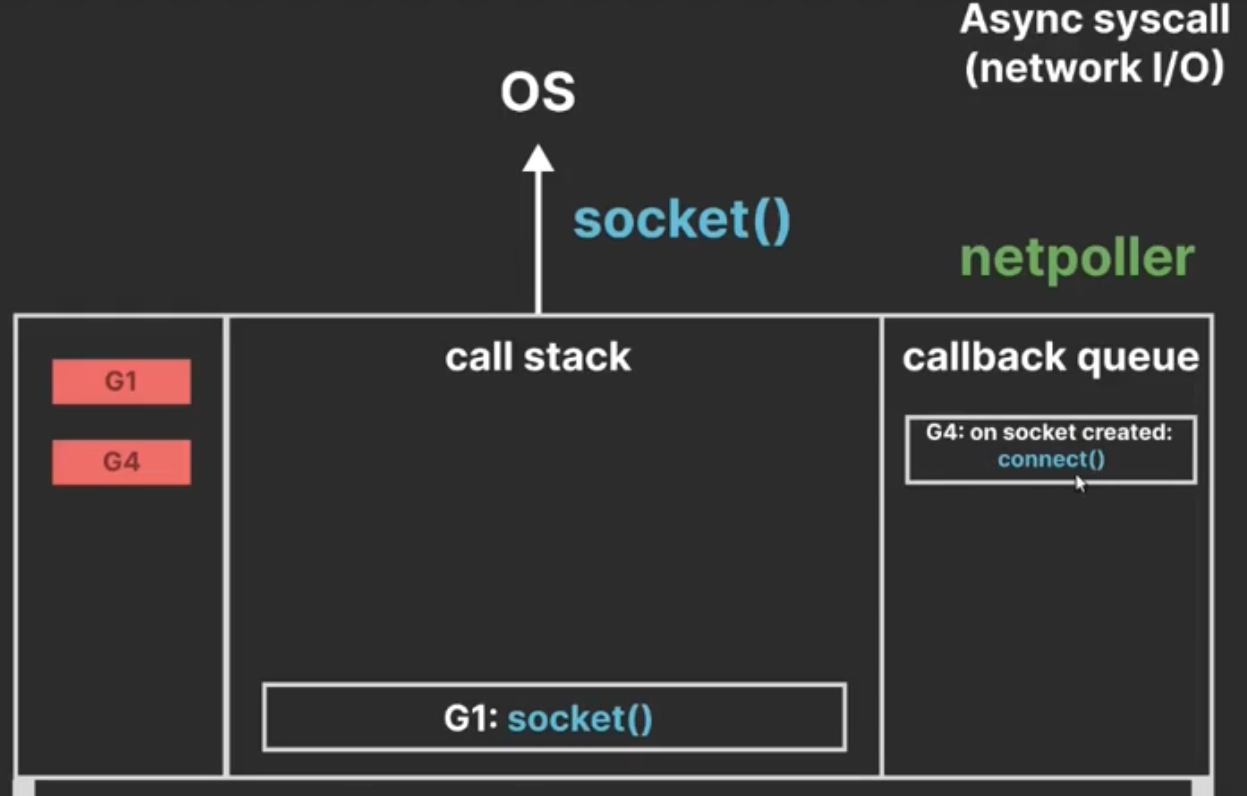 Async syscall
(network I/O)
OS
socket()
netpoller
G1
G4
call stack
G1: socket()
callback queue
G4: on socket created:
connect()